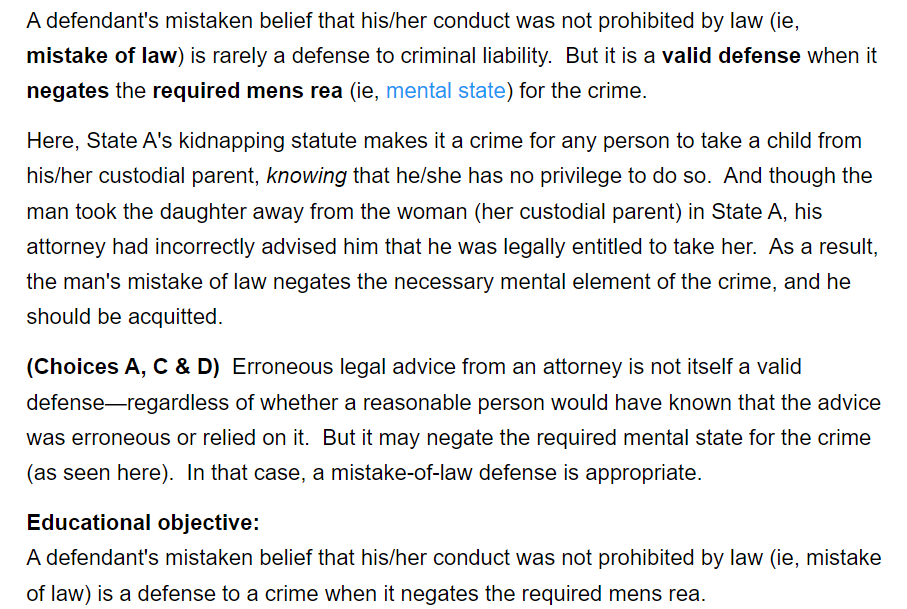 A defendant's mistaken belief that his/her conduct was not prohibited by law (ie,
mistake of law) is rarely a defense to criminal liability.  But it is a valid defense when it
negates the required mens rea (ie, mental state) for the crime.
Here, State A's kidnapping statute makes it a crime for any person to take a child from
his/her custodial parent, knowing that he/she has no privilege to do so.  And though the
man took the daughter away from the woman (her custodial parent) in State A, his
attorney had incorrectly advised him that he was legally entitled to take her.  As a result,
the man's mistake of law negates the necessary mental element of the crime, and he
should be acquitted.
(Choices A, C & D)  Erroneous legal advice from an attorney is not itself a valid
defense—regardless of whether a reasonable person would have known that the advice
was erroneous or relied on it.  But it may negate the required mental state for the crime
(as seen here).  In that case, a mistake-of-law defense is appropriate.
Educational objective:
A defendant's mistaken belief that his/her conduct was not prohibited by law (ie, mistake
of law) is a defense to a crime when it negates the required mens rea.